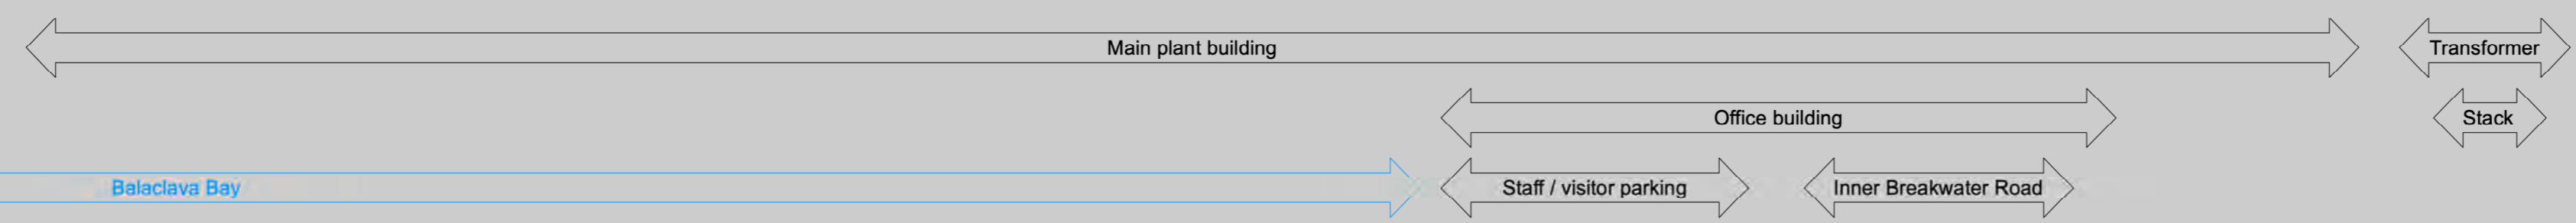 Main plant building
Transformer
Office building
Stack
Balaclava Bay
Staff / visitor parking
Inner Breakwater Road